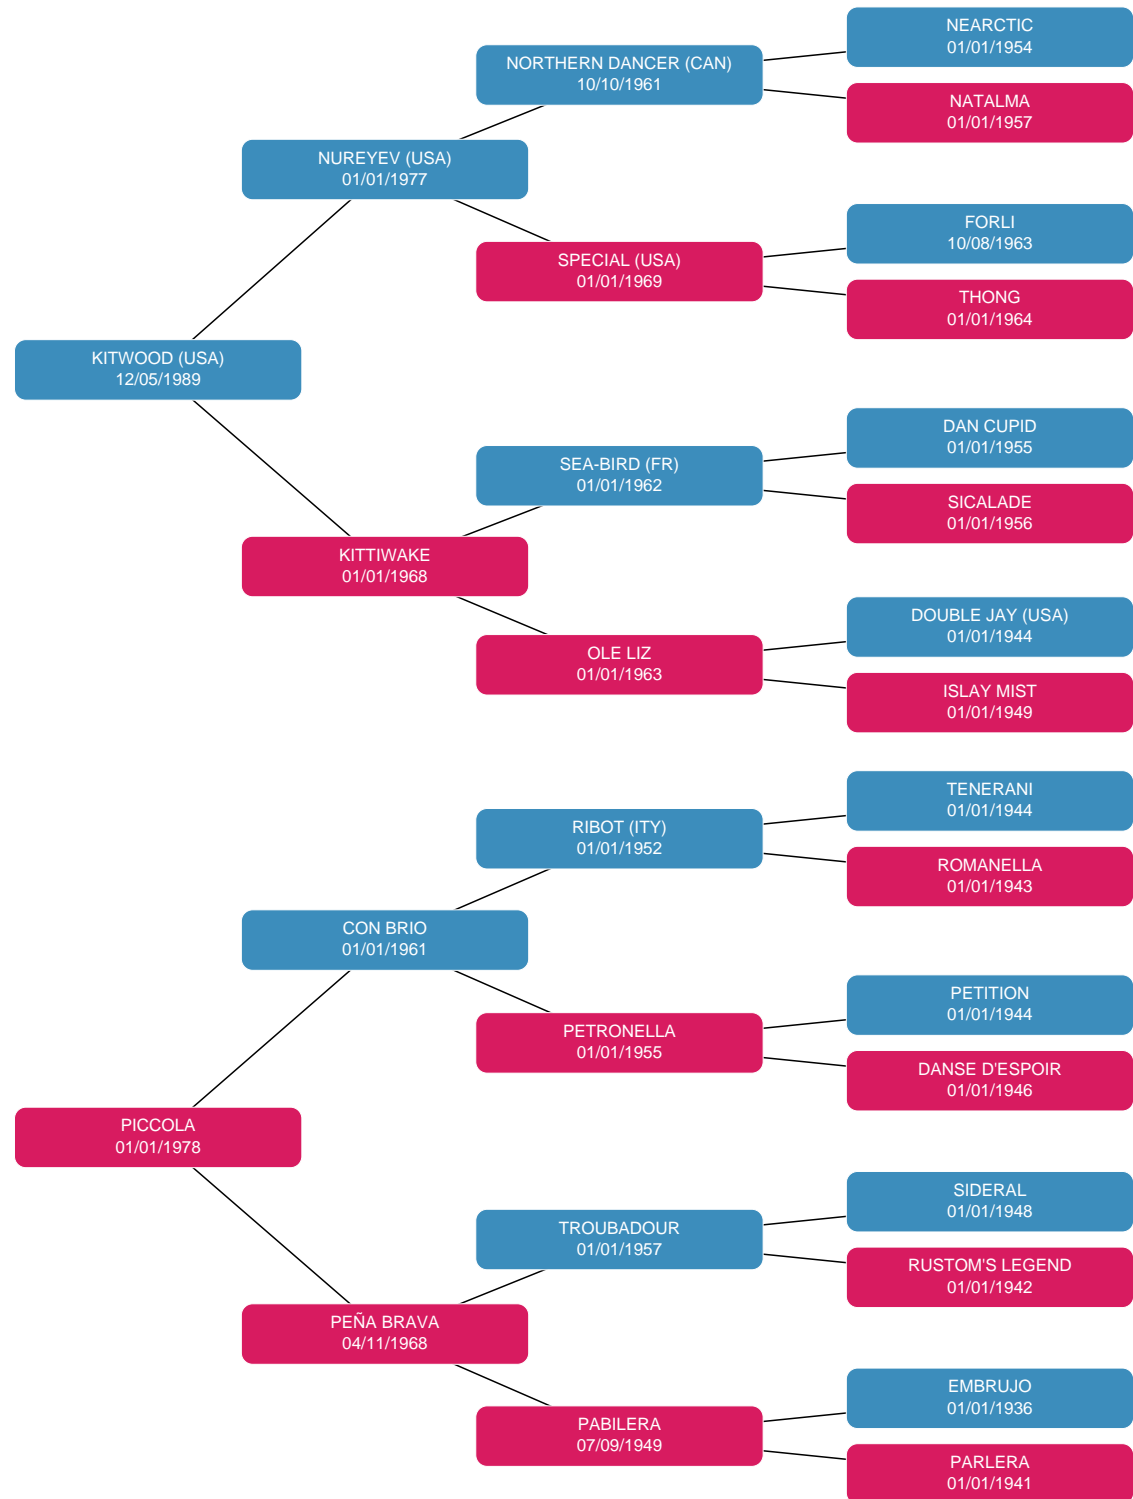 NEARCTIC
01/01/1954
NORTHERN DANCER (CAN)
10/10/1961
NATALMA
01/01/1957
NUREYEV (USA)
01/01/1977
FORLI
10/08/1963
SPECIAL (USA)
01/01/1969
THONG
01/01/1964
KITWOOD (USA)
12/05/1989
DAN CUPID
01/01/1955
SEA-BIRD (FR)
01/01/1962
SICALADE
01/01/1956
KITTIWAKE
01/01/1968
DOUBLE JAY (USA)
01/01/1944
OLE LIZ
01/01/1963
ISLAY MIST
01/01/1949
TENERANI
01/01/1944
RIBOT (ITY)
01/01/1952
ROMANELLA
01/01/1943
CON BRIO
01/01/1961
PETITION
01/01/1944
PETRONELLA
01/01/1955
DANSE D'ESPOIR
01/01/1946
PICCOLA
01/01/1978
SIDERAL
01/01/1948
TROUBADOUR
01/01/1957
RUSTOM'S LEGEND
01/01/1942
PEÑA BRAVA
04/11/1968
EMBRUJO
01/01/1936
PABILERA
07/09/1949
PARLERA
01/01/1941